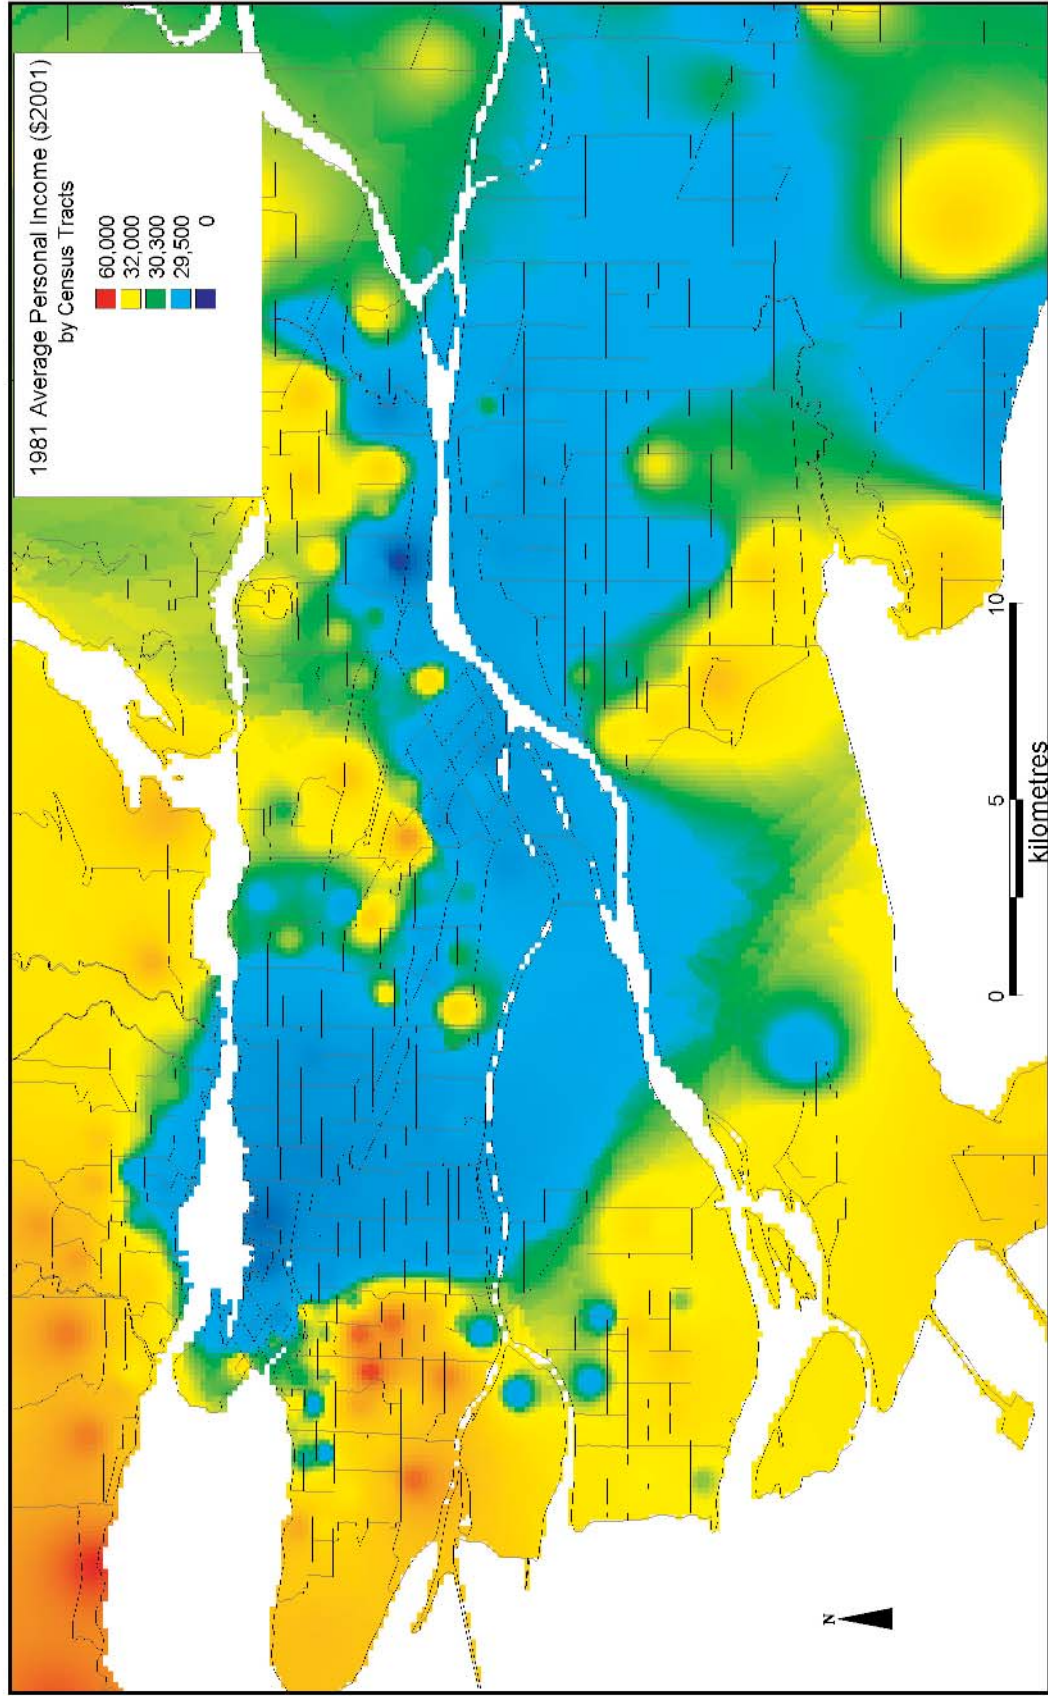 1981 Average Personal Income ($2001)
by Census Tracts
60,000
32,000
30,300
29,500
0
0 5 10
kilometres
N